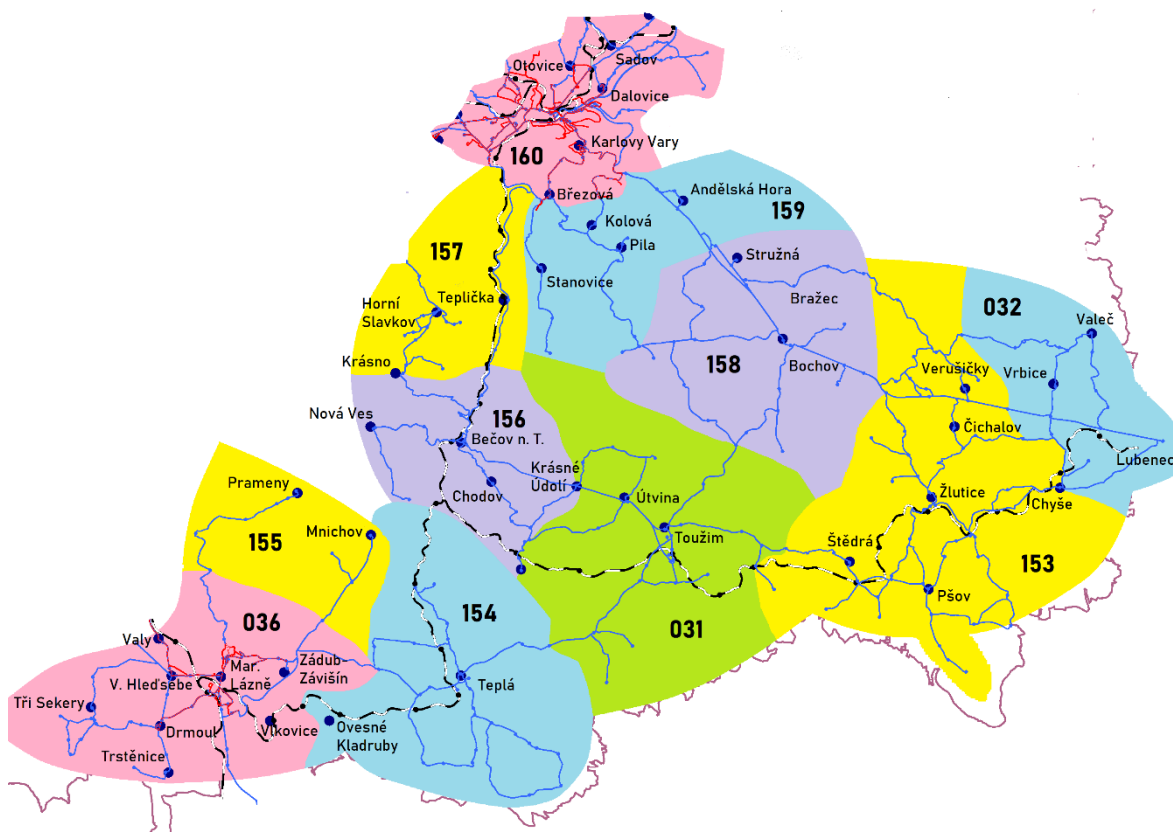 Otovice
Sadov
Dalovice
Karlovy Vary
160
Březová
Andělská Hora
159
Kolová
Pila
157
Stružná
Stanovice
Teplička
Horní
Slavkov
Bražec
032
Valeč
Krásno
158
Bochov
Verušičky
Vrbice
Nová Ves
156
Bečov n. T.
Čichalov
Lubenec
Krásné
Údolí
Chodov
Útvina
Prameny
Žlutice
Chyše
Mnichov
155
Toužim
Štědrá
153
Pšov
154
036
031
Valy
Zádub-
Závišín
Mar.
Lázně
V. Hleďsebe
Teplá
Tři Sekery
Drmoul
Vlkovice
Ovesné
Kladruby
Trstěnice